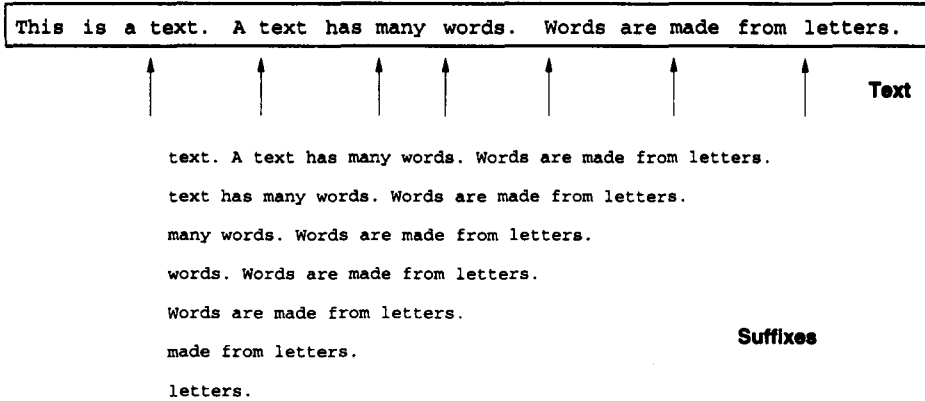 This is a text. A text has many words. Words are made from letters.
Text
text. A text has many words. Words are made from letters.
text has many words. Words are made from letters.
many words. Words are made from letters.
words. Words are made from letters.
Words are made from letters.
Suffixes
made from letters.
letters.